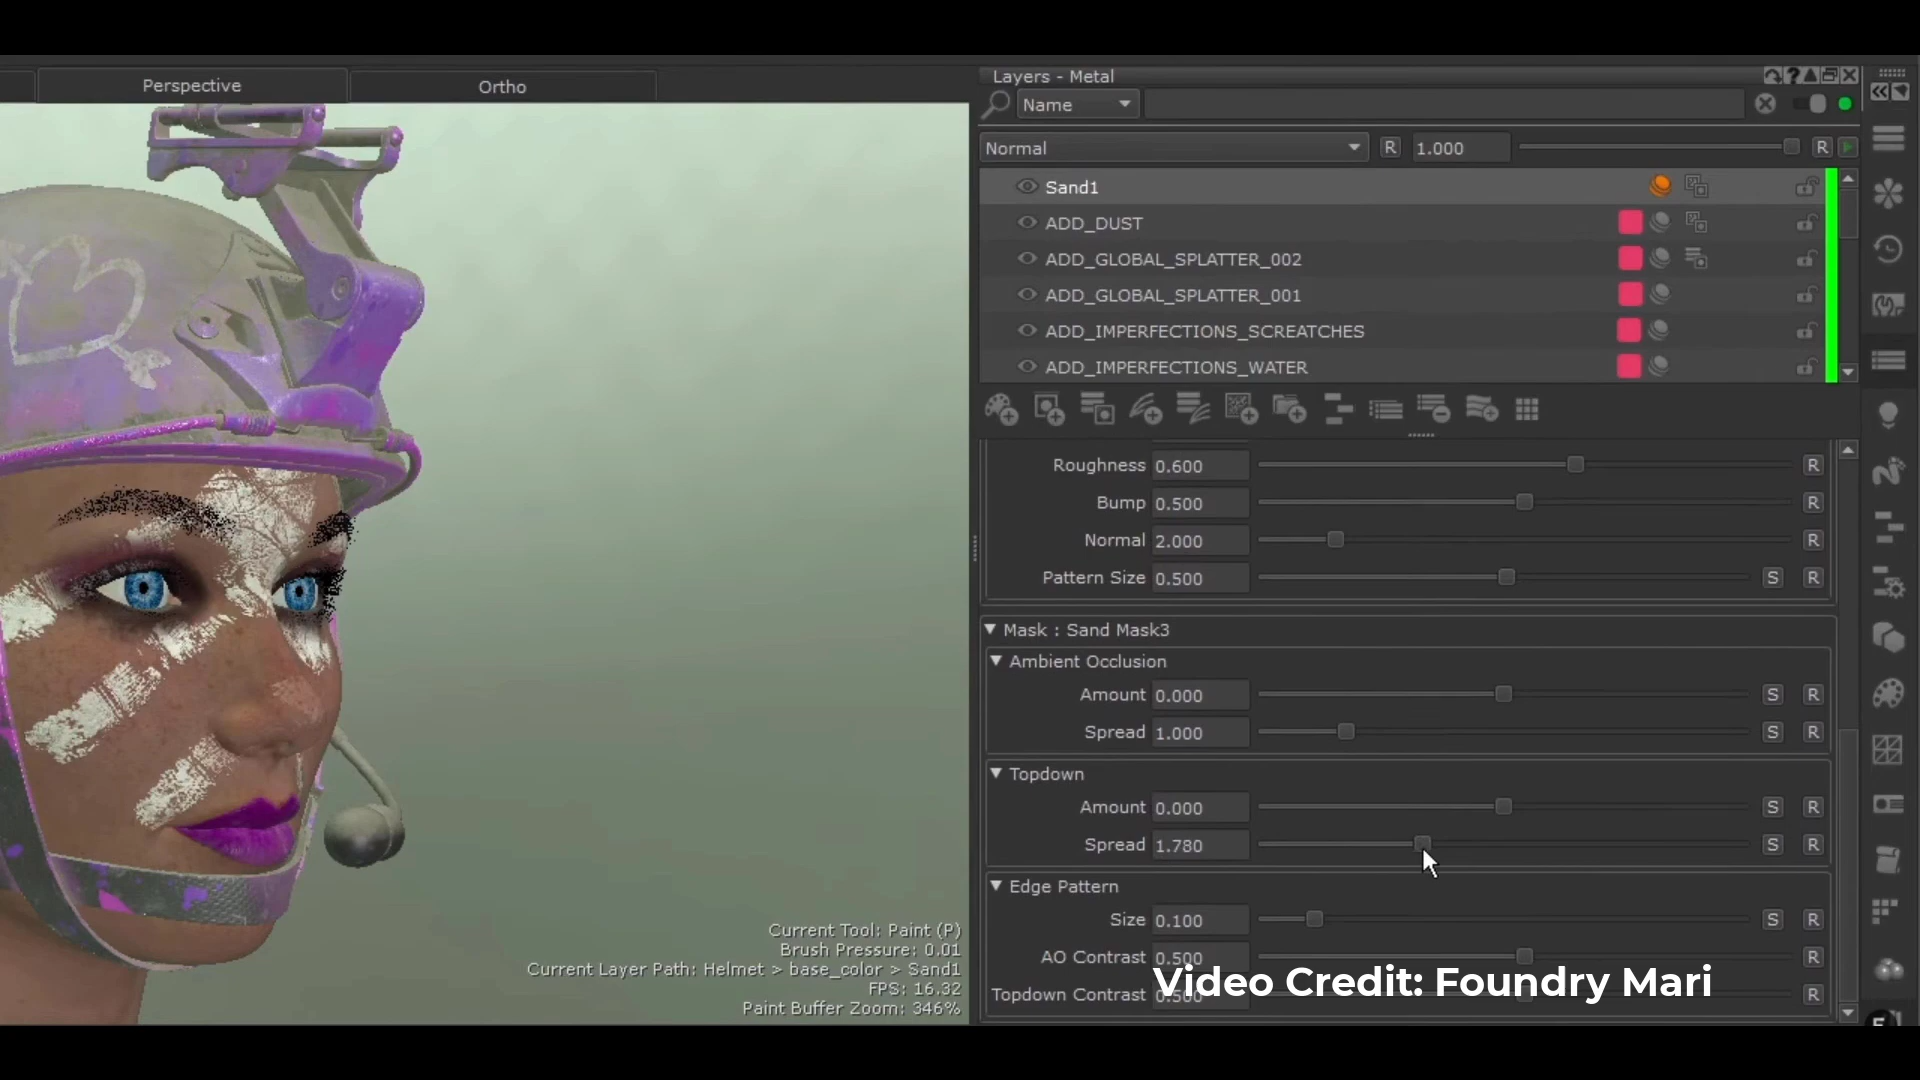 Perspective
Ortho
Layers - Metal
Name
Normal
R
1.000
R
Sand1
ADD_DUST
ADD_GLOBAL_SPLATTER_002
ADD_GLOBAL_SPLATTER_001
ADD_IMPERFECTIONS_SCREATCHES
ADD_IMPERFECTIONS_WATER
Roughness 0.600 R
Bump 0.500 R
Normal 2.000 R
Pattern Size 0.500 S R
Mask : Sand Mask3
Ambient Occlusion
Amount 0.000 S R
Spread 1.000 S R
Topdown
Amount 0.000 S R
Spread 1.780 S R
Edge Pattern
Size 0.100 S R
AO Contrast 0.500 R
Topdown Contrast 0.500 R
Current Tool: Paint (P)
Brush Pressure: 0.01
Current Layer Path: Helmet > base_color > Sand1
FPS: 16.32
Paint Buffer Zoom: 346%
Video Credit: Foundry Mari